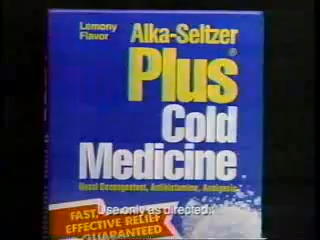 Lemony
Flavor
Alka-Seltzer
Plus®
Cold
Medicine
Nasal Decongestant, Antihistamine, Analgesic
Use only as directed.
FAST,
EFFECTIVE RELIEF
GUARANTEED